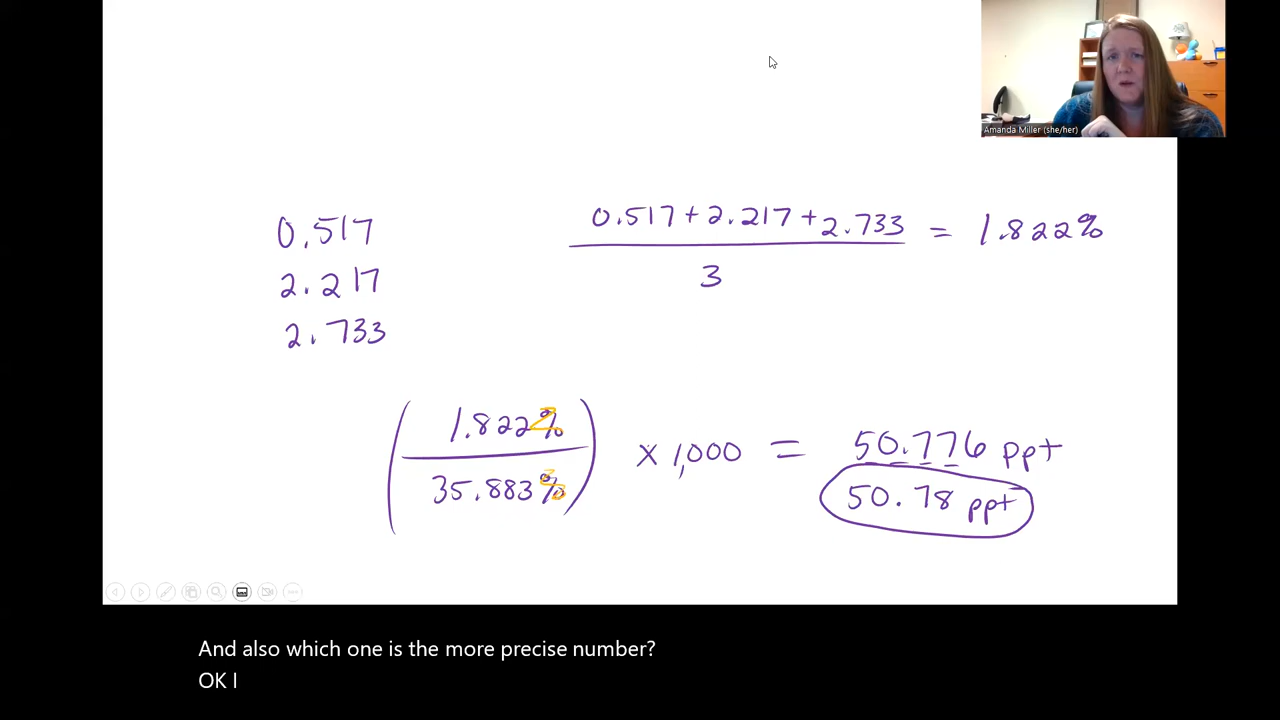 Amanda Miller (she/her)
0.517
2.217
2.733
0.517 + 2.217 + 2.733
3
= 1.822%
( 1.822%
35.883% ) x 1,000 = 50.776 ppt
50.78 ppt
And also which one is the more precise number?
OK I